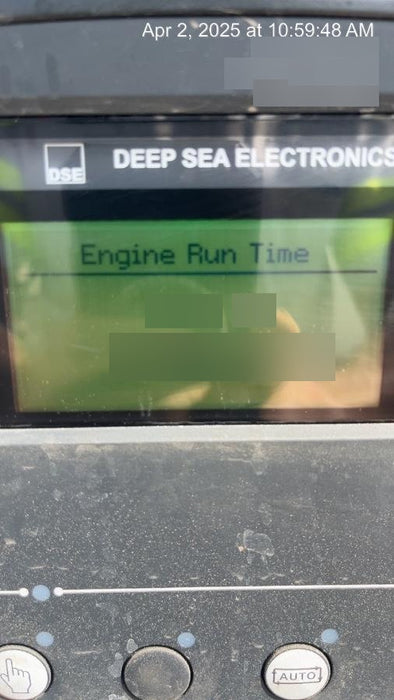 Apr 2, 2025 at 10:59:48 AM
DSE
DEEP SEA ELECTRONICS
Engine Run Time
AUTO